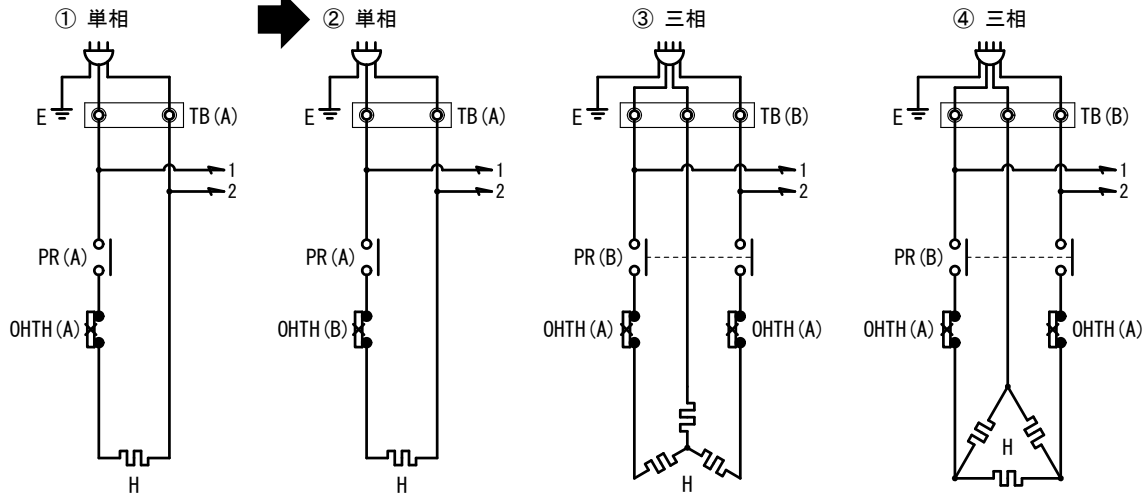 ① 単相
② 単相
③ 三相
④ 三相
E
TB(A)
E
TB(A)
E
TB(B)
E
TB(B)
1
2
1
2
1
2
1
2
PR(A)
PR(A)
PR(B)
PR(B)
OHTH(A)
OHTH(B)
OHTH(A)
OHTH(A)
OHTH(A)
OHTH(A)
H
H
H
H